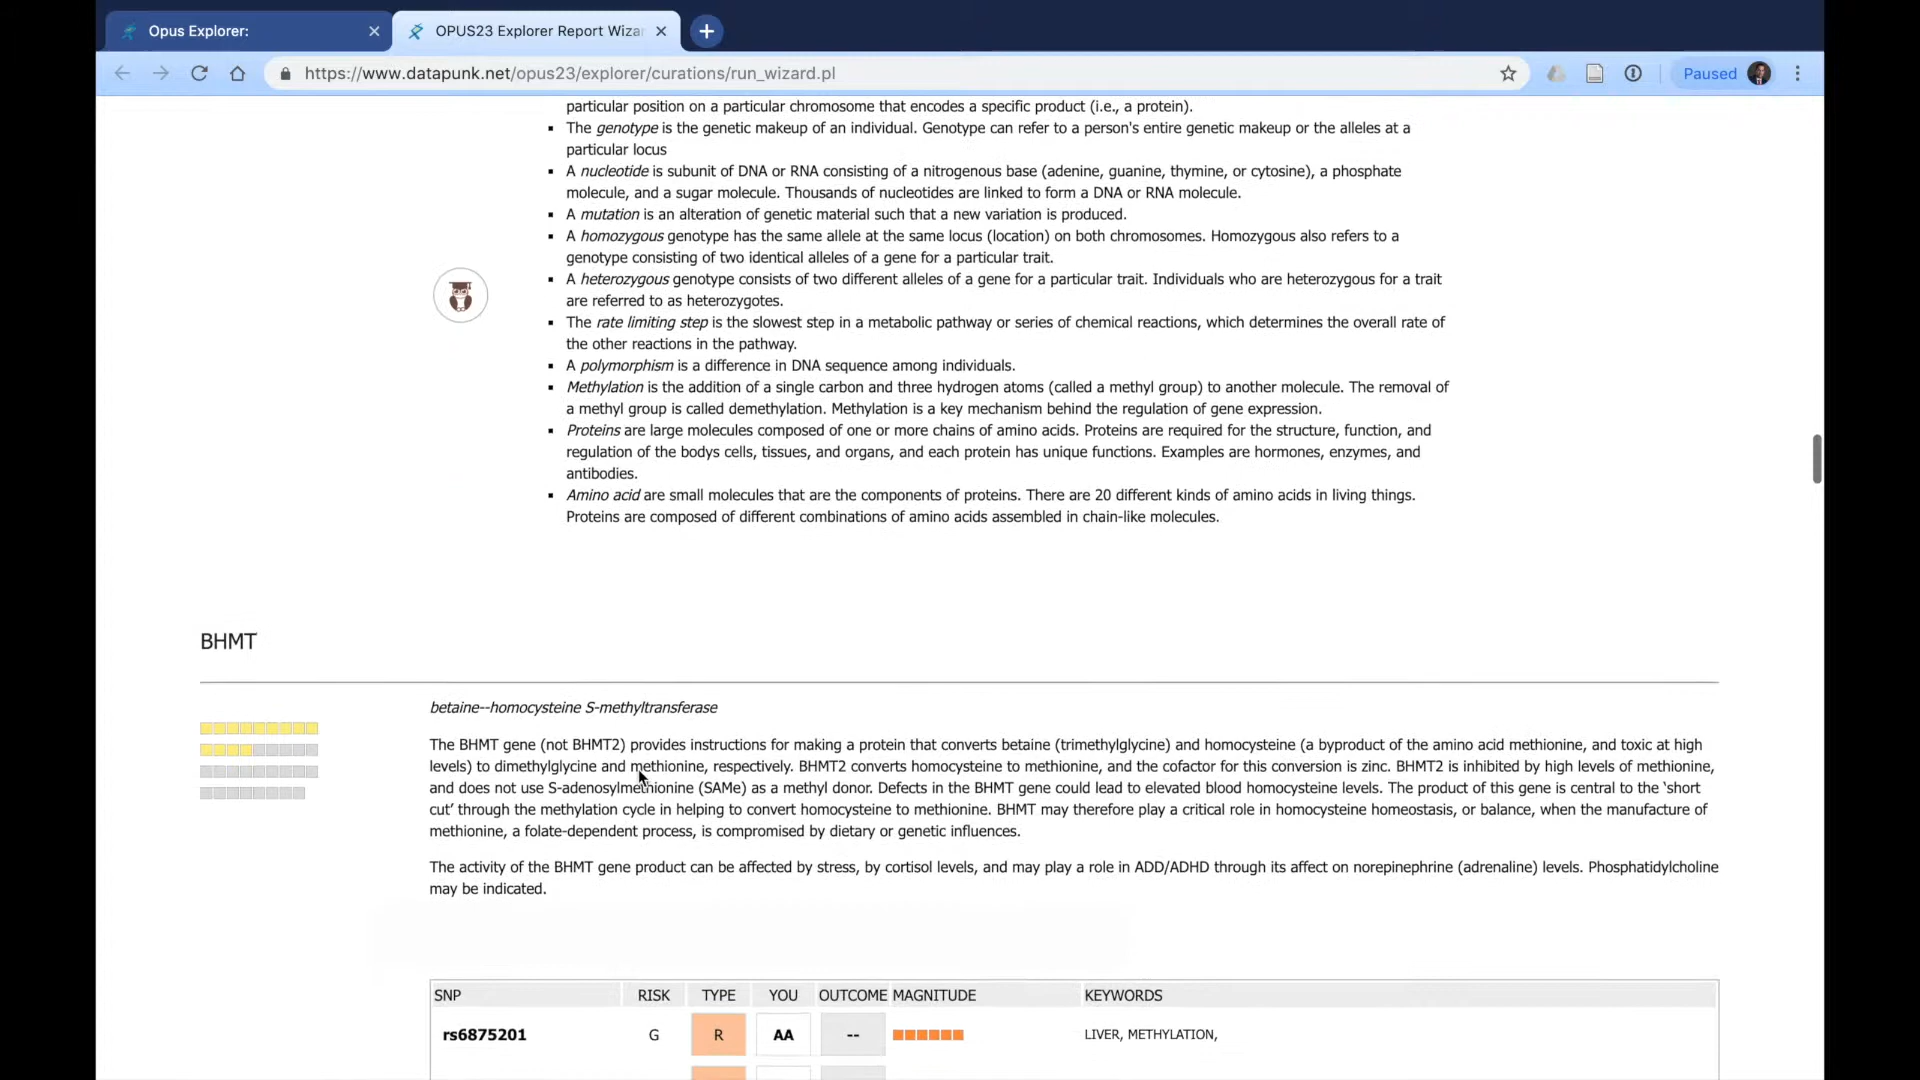 Opus Explorer:
OPUS23 Explorer Report Wiza
https://www.datapunk.net/opus23/explorer/curations/run_wizard.pl
Paused
particular position on a particular chromosome that encodes a specific product (i.e., a protein).
The genotype is the genetic makeup of an individual. Genotype can refer to a person's entire genetic makeup or the alleles at a
particular locus
A nucleotide is subunit of DNA or RNA consisting of a nitrogenous base (adenine, guanine, thymine, or cytosine), a phosphate
molecule, and a sugar molecule. Thousands of nucleotides are linked to form a DNA or RNA molecule.
A mutation is an alteration of genetic material such that a new variation is produced.
A homozygous genotype has the same allele at the same locus (location) on both chromosomes. Homozygous also refers to a
genotype consisting of two identical alleles of a gene for a particular trait.
A heterozygous genotype consists of two different alleles of a gene for a particular trait. Individuals who are heterozygous for a trait
are referred to as heterozygotes.
The rate limiting step is the slowest step in a metabolic pathway or series of chemical reactions, which determines the overall rate of
the other reactions in the pathway.
A polymorphism is a difference in DNA sequence among individuals.
Methylation is the addition of a single carbon and three hydrogen atoms (called a methyl group) to another molecule. The removal of
a methyl group is called demethylation. Methylation is a key mechanism behind the regulation of gene expression.
Proteins are large molecules composed of one or more chains of amino acids. Proteins are required for the structure, function, and
regulation of the bodys cells, tissues, and organs, and each protein has unique functions. Examples are hormones, enzymes, and
antibodies.
Amino acid are small molecules that are the components of proteins. There are 20 different kinds of amino acids in living things.
Proteins are composed of different combinations of amino acids assembled in chain-like molecules.
BHMT
betaine--homocysteine S-methyltransferase
The BHMT gene (not BHMT2) provides instructions for making a protein that converts betaine (trimethylglycine) and homocysteine (a byproduct of the amino acid methionine, and toxic at high
levels) to dimethylglycine and methionine, respectively. BHMT2 converts homocysteine to methionine, and the cofactor for this conversion is zinc. BHMT2 is inhibited by high levels of methionine,
and does not use S-adenosylmethionine (SAMe) as a methyl donor. Defects in the BHMT gene could lead to elevated blood homocysteine levels. The product of this gene is central to the ‘short
cut’ through the methylation cycle in helping to convert homocysteine to methionine. BHMT may therefore play a critical role in homocysteine homeostasis, or balance, when the manufacture of
methionine, a folate-dependent process, is compromised by dietary or genetic influences.
The activity of the BHMT gene product can be affected by stress, by cortisol levels, and may play a role in ADD/ADHD through its affect on norepinephrine (adrenaline) levels. Phosphatidylcholine
may be indicated.
SNP RISK TYPE YOU OUTCOME MAGNITUDE KEYWORDS
rs6875201 G R AA -- LIVER, METHYLATION,